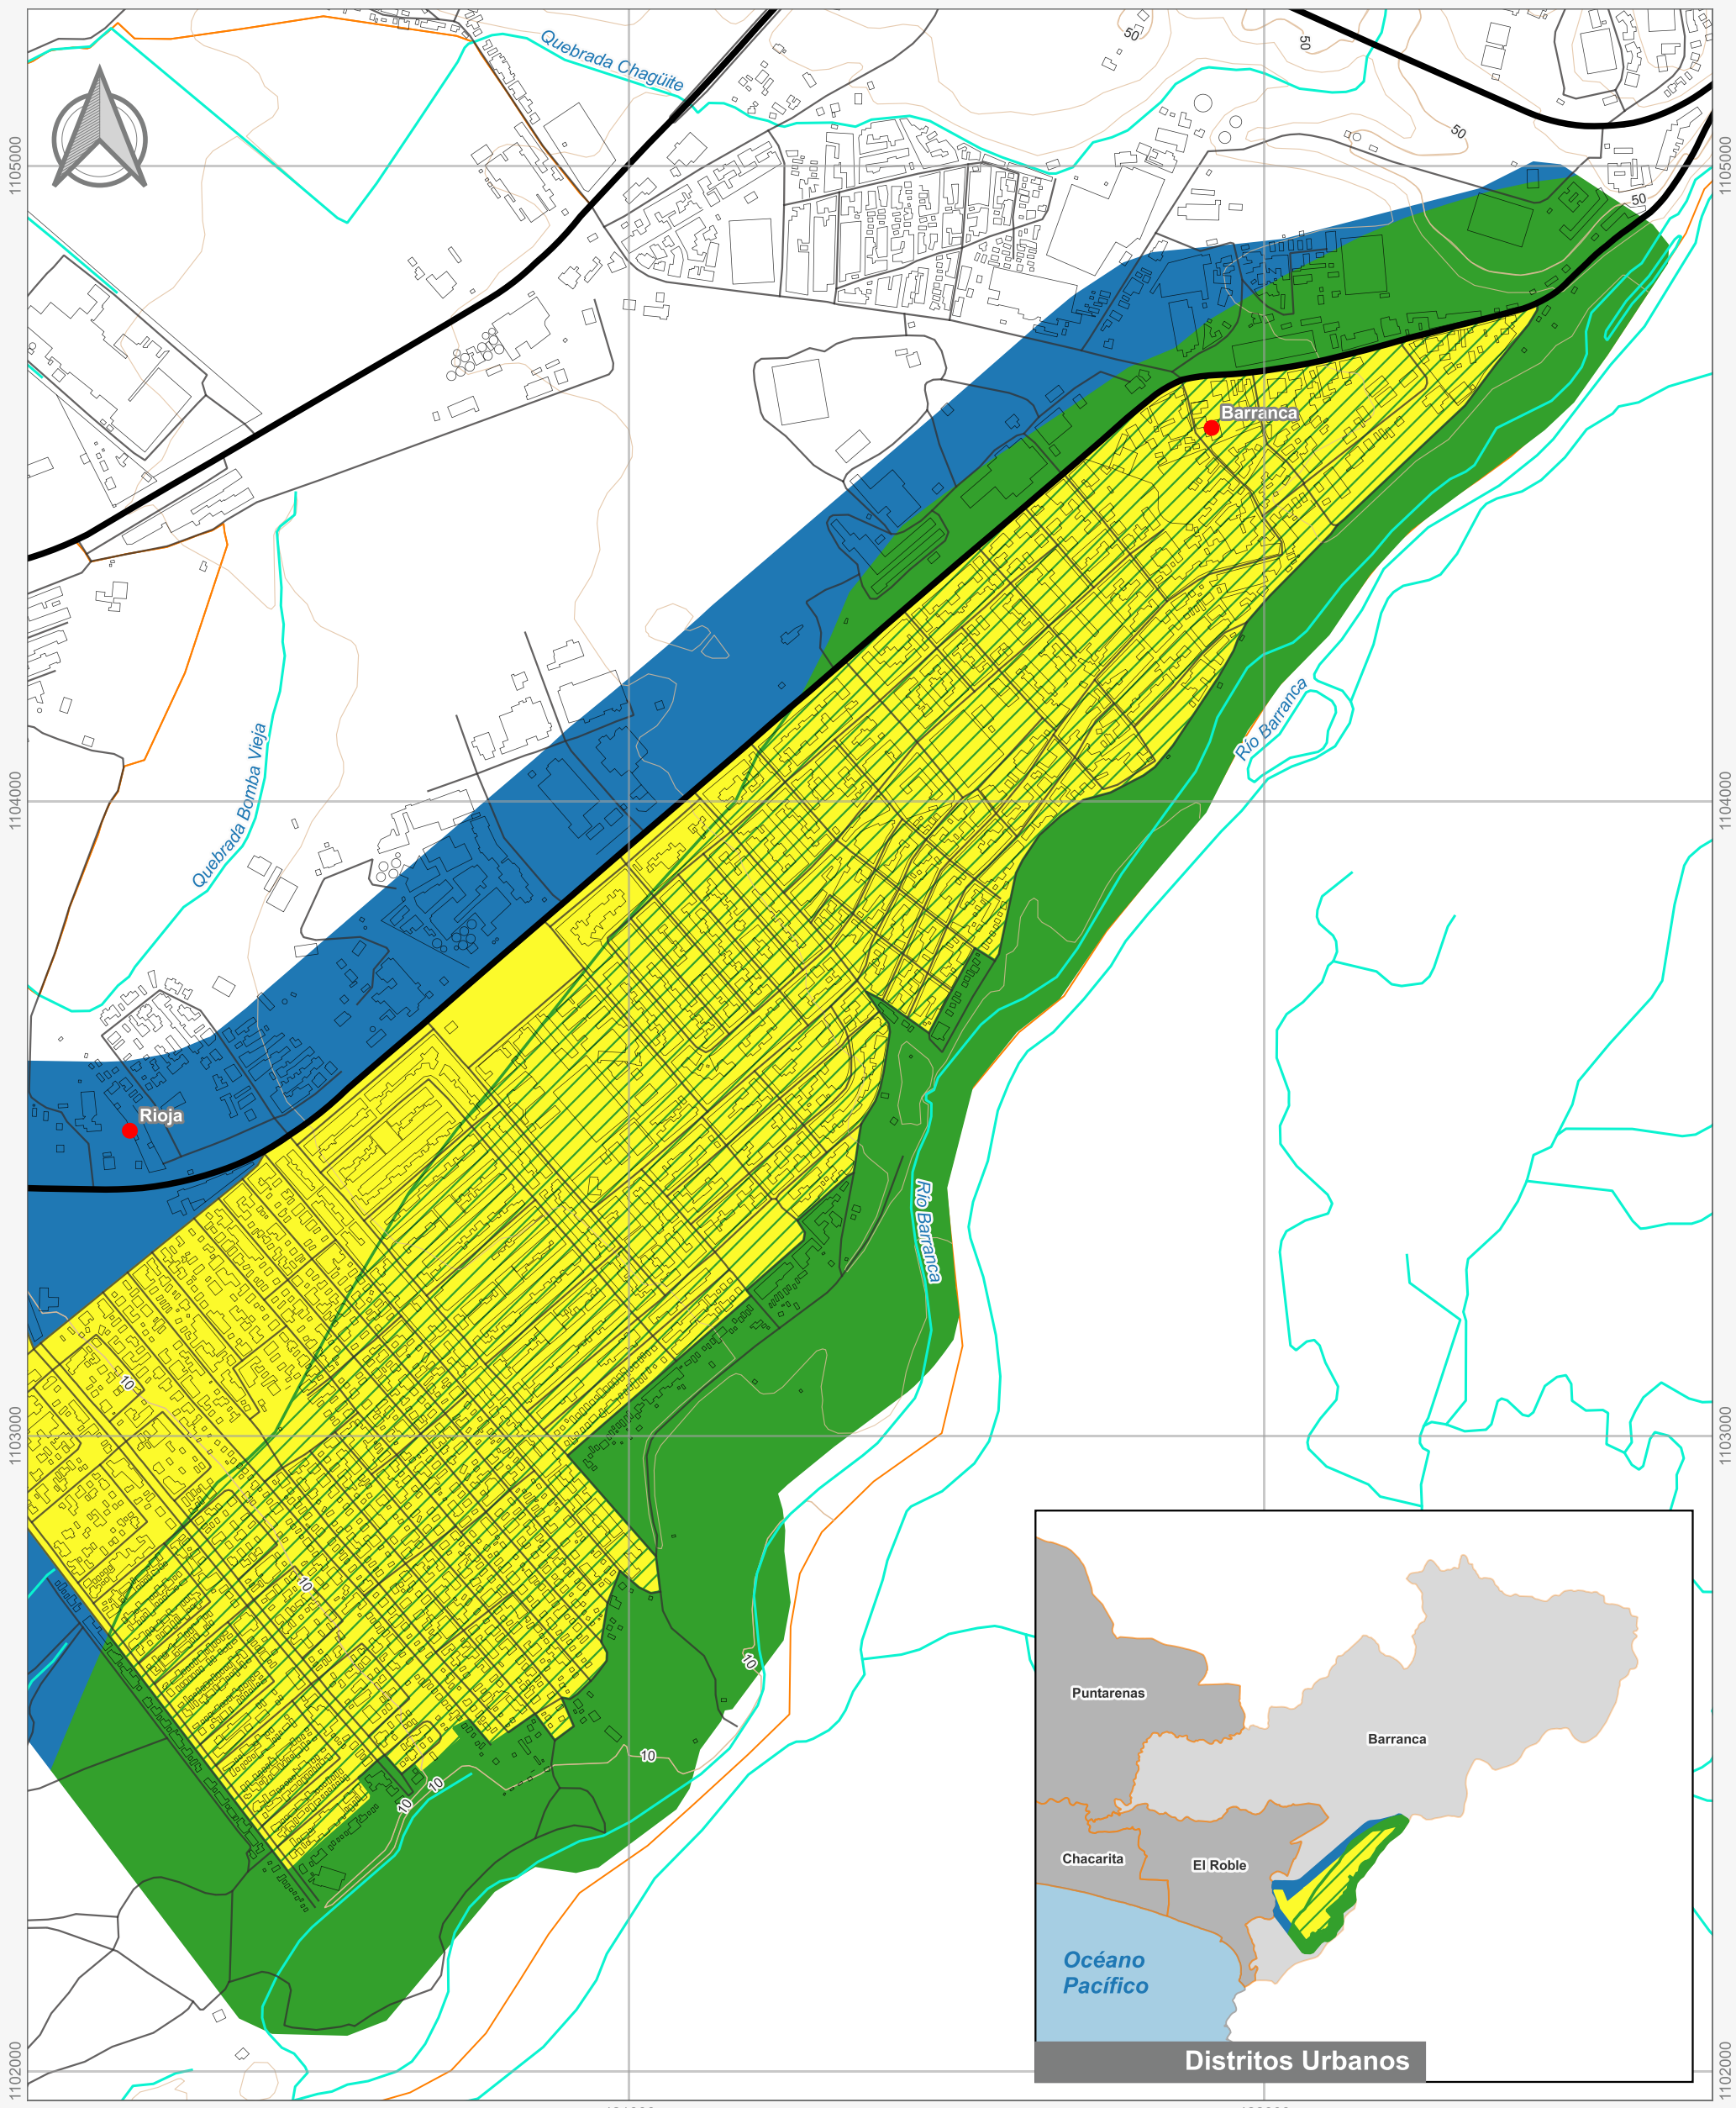 Quebrada Chagüite
50
50
50
50
1105000
1105000
Barranca
Río Barranca
Quebrada Bomba Vieja
1104000
1104000
Rioja
Río Barranca
10
1103000
1103000
10
10
10
10
10
Puntarenas
Barranca
Chacarita
El Roble
Océano
Pacífico
Distritos Urbanos
1102000
1102000